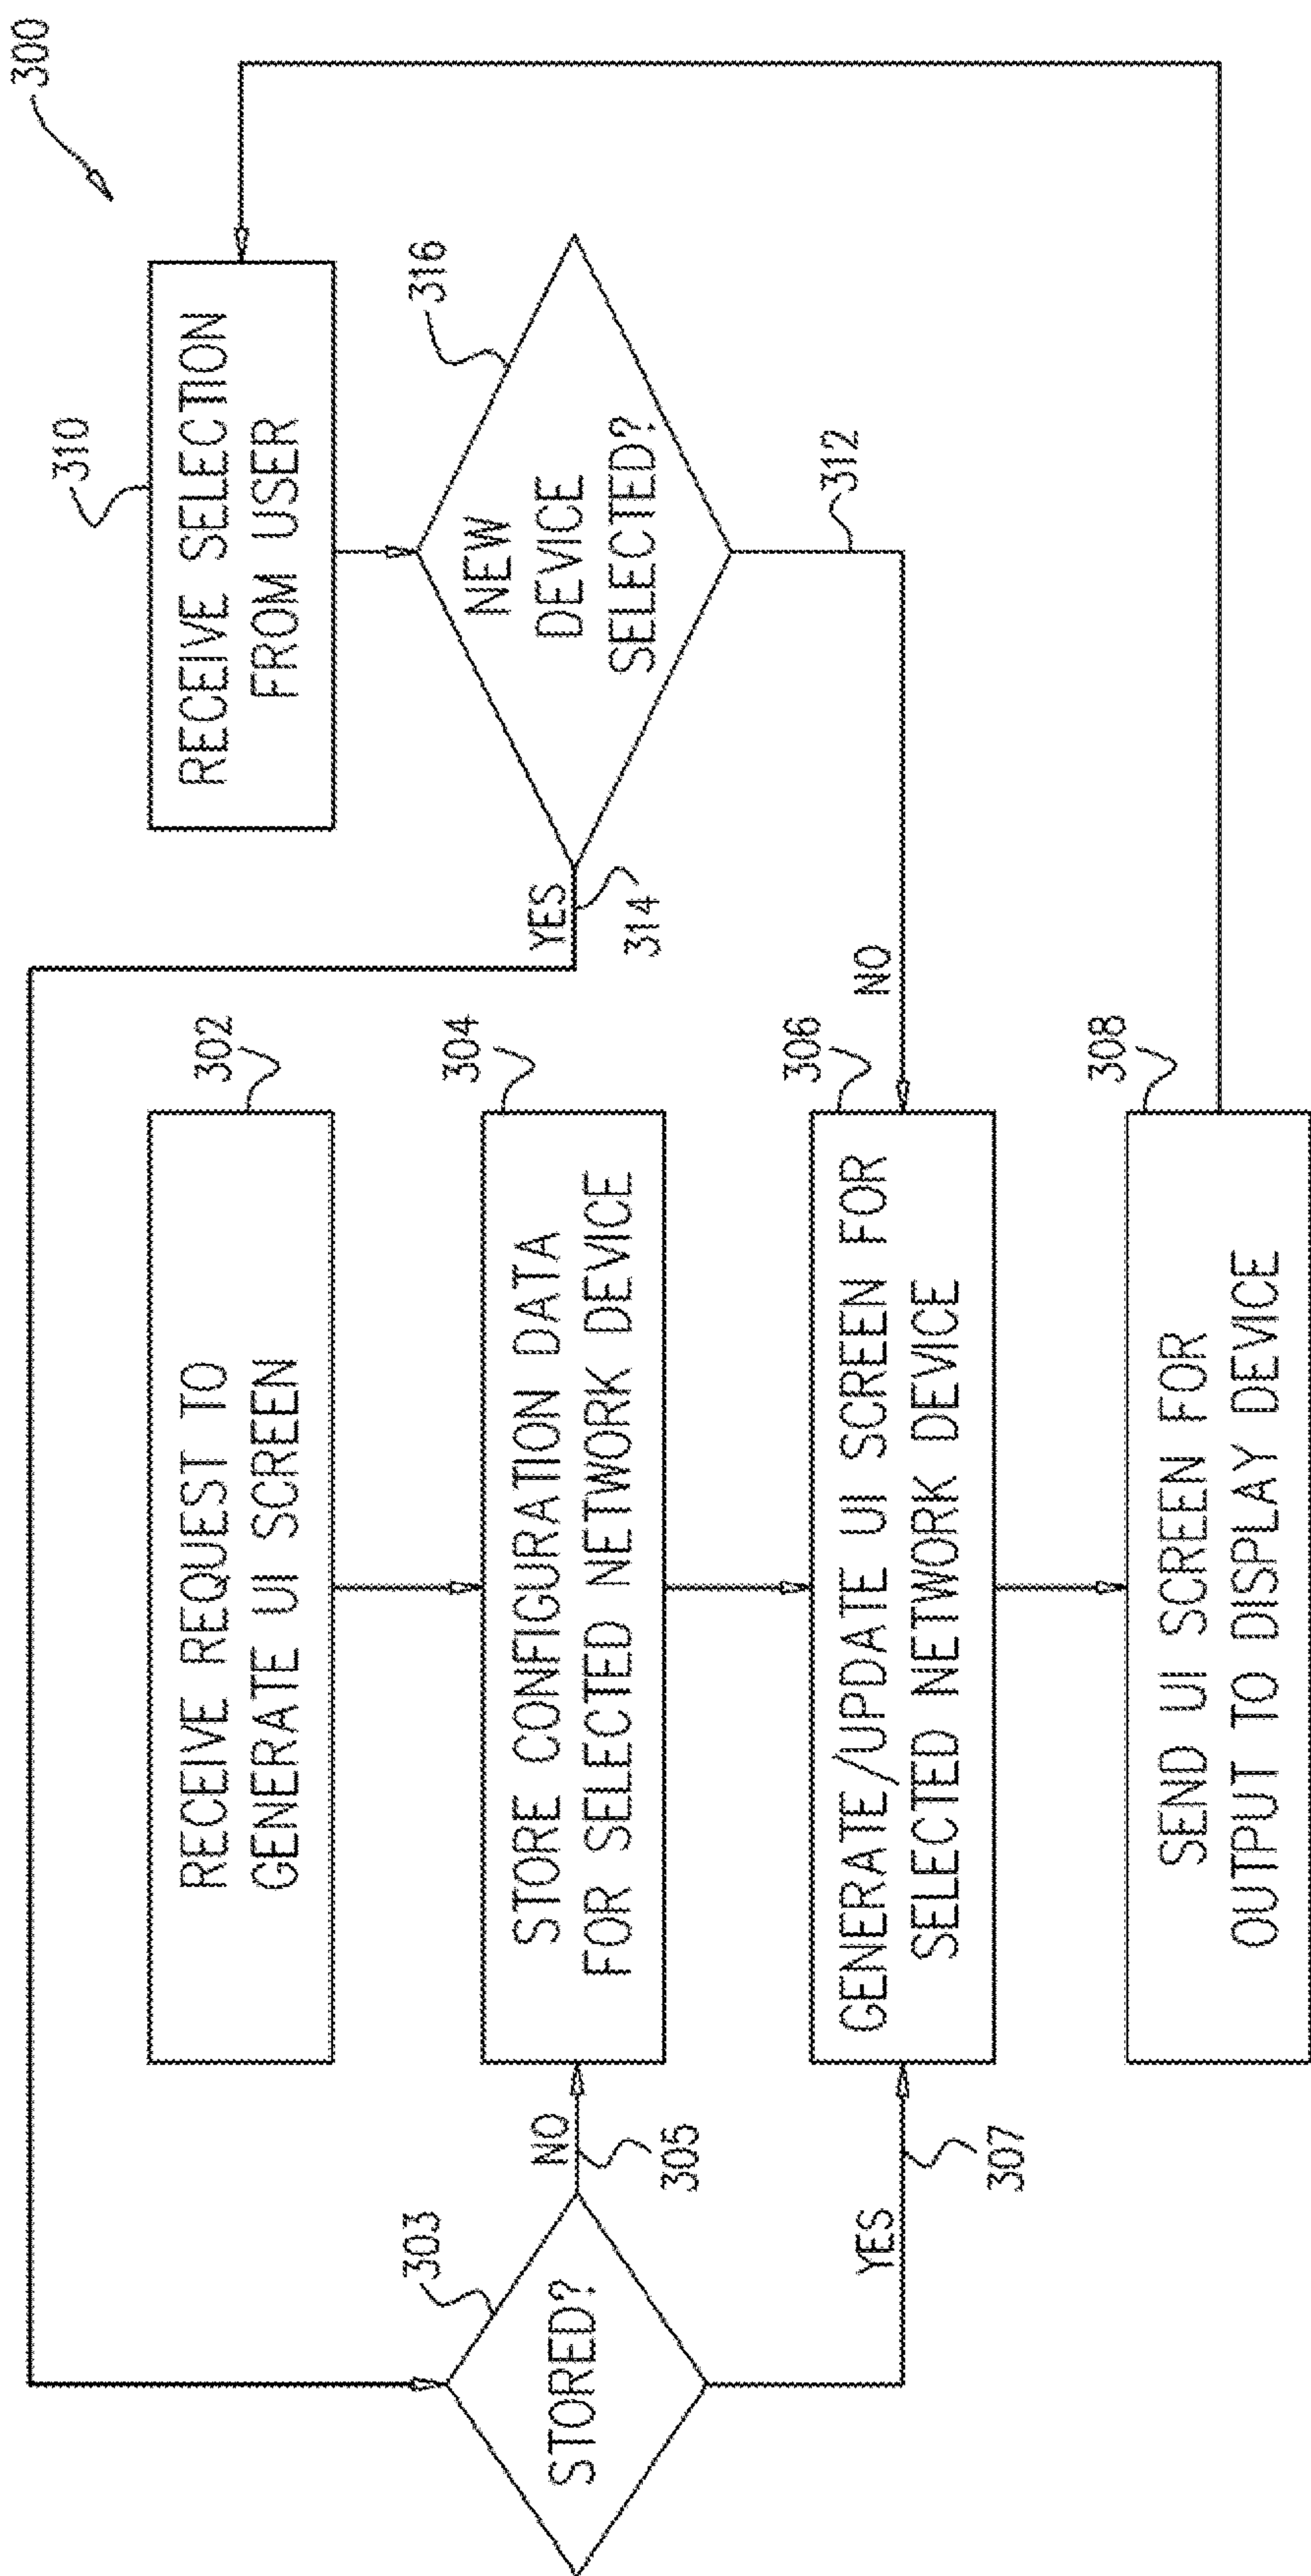 300
302
RECEIVE REQUEST TO
GENERATE UI SCREEN
310
RECEIVE SELECTION
FROM USER
303
STORED?
NO
305
YES
307
304
STORE CONFIGURATION DATA
FOR SELECTED NETWORK DEVICE
316
NEW
DEVICE
SELECTED?
YES
314
312
NO
306
GENERATE/UPDATE UI SCREEN FOR
SELECTED NETWORK DEVICE
308
SEND UI SCREEN FOR
OUTPUT TO DISPLAY DEVICE